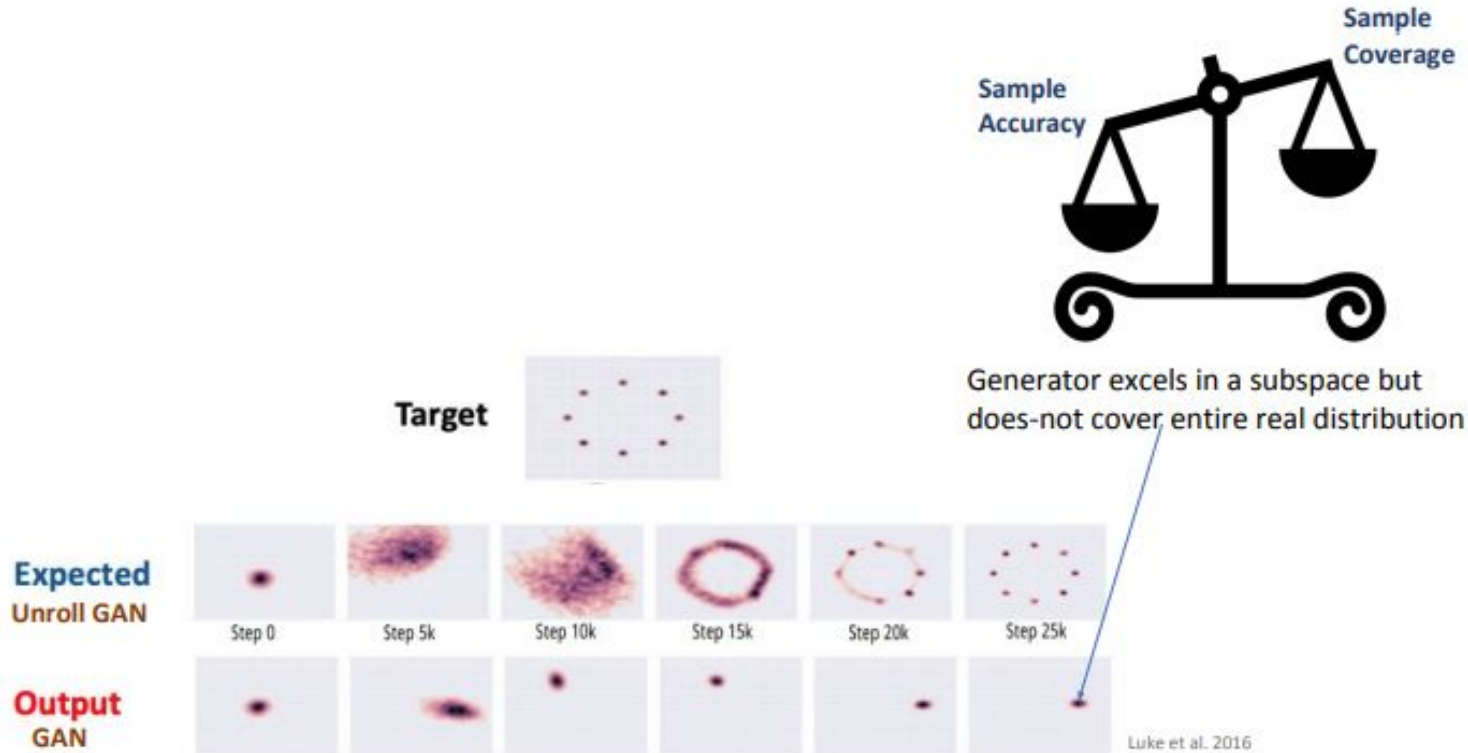 Sample
Coverage
Sample
Accuracy
Generator excels in a subspace but
does-not cover entire real distribution
Target
Expected
Unroll GAN
Step 0
Step 5k
Step 10k
Step 15k
Step 20k
Step 25k
Output
GAN
Luke et al. 2016